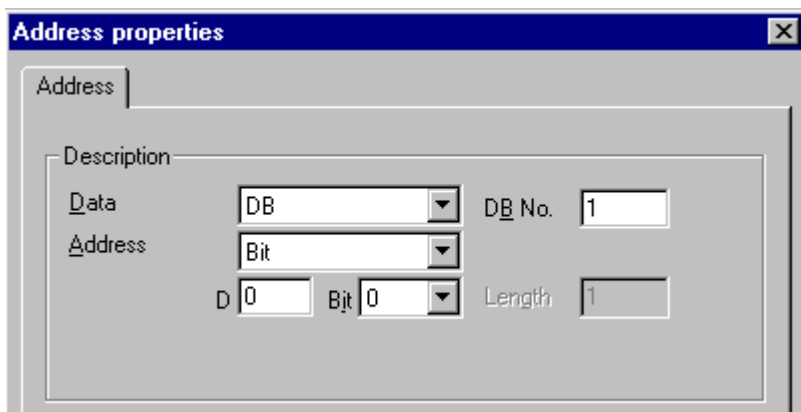 Address properties
Address
Description
Data DB DB No. 1
Address Bit
D 0 Bit 0 Length 1